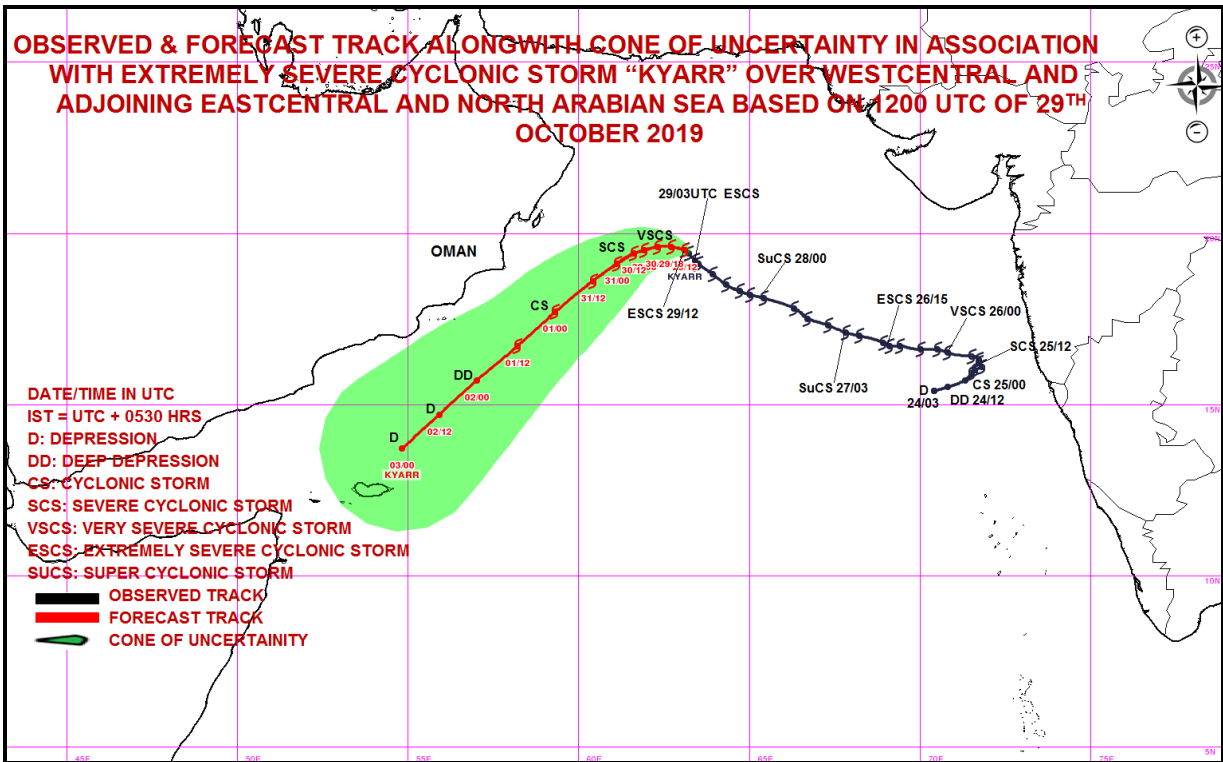 OBSERVED & FORECAST TRACK ALONGWITH CONE OF UNCERTAINTY IN ASSOCIATION
WITH EXTREMELY SEVERE CYCLONIC STORM “KYARR” OVER WESTCENTRAL AND
ADJOINING EASTCENTRAL AND NORTH ARABIAN SEA BASED ON 1200 UTC OF 29TH
OCTOBER 2019
25N
29/03UTC ESCS
20N
VSCS
SCS
OMAN
SuCS 28/00
30/12
29/18
KYARR
31/00
31/12
ESCS 29/12
ESCS 26/15
VSCS 26/00
CS
01/00
SCS 25/12
01/12
DD
02/00
SuCS 27/03
CS 25/00
D
24/03
DD 24/12
15N
D
02/12
D
03/00
KYARR
DATE/TIME IN UTC
IST = UTC + 0530 HRS
D: DEPRESSION
DD: DEEP DEPRESSION
CS: CYCLONIC STORM
SCS: SEVERE CYCLONIC STORM
VSCS: VERY SEVERE CYCLONIC STORM
ESCS: EXTREMELY SEVERE CYCLONIC STORM
SUCS: SUPER CYCLONIC STORM
10N
OBSERVED TRACK
FORECAST TRACK
CONE OF UNCERTAINITY
5N
45E 50E 55E 60E 65E 70E 75E